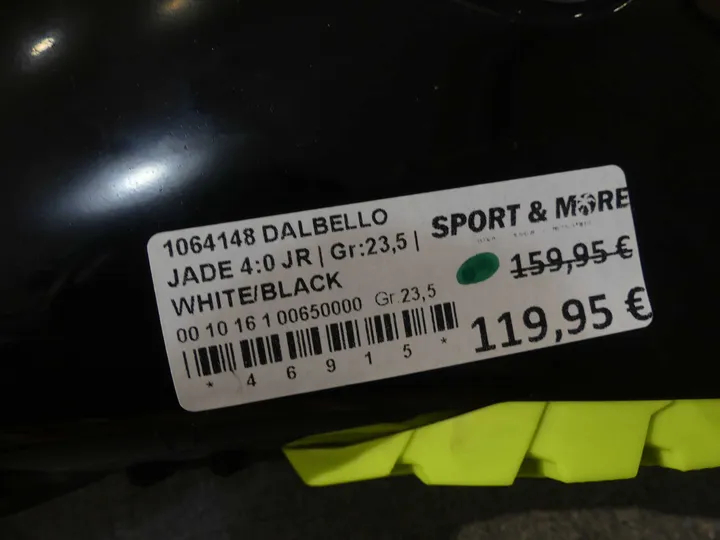 1064148 DALBELLO
JADE 4:0 JR | Gr:23,5 |
WHITE/BLACK
00 10 16 1 00650000 Gr.23,5
* 4 6 9 1 5 *
SPORT & MORE
159,95 €
119,95 €